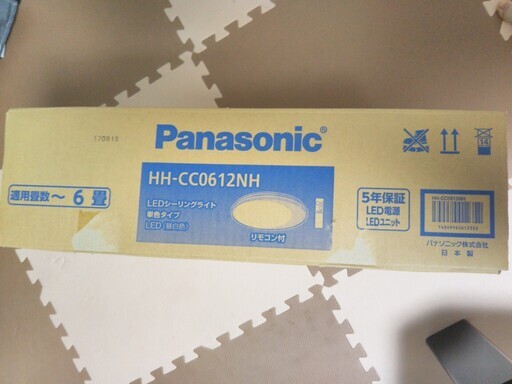 170815
Panasonic®
HH-CC0612NH
適用畳数～6畳
LEDシーリングライト
単色タイプ
LED(昼白色)
リモコン付
5年保証
LED電源
LEDユニット
14
HH-CC0612NH
パナソニック株式会社
日本製